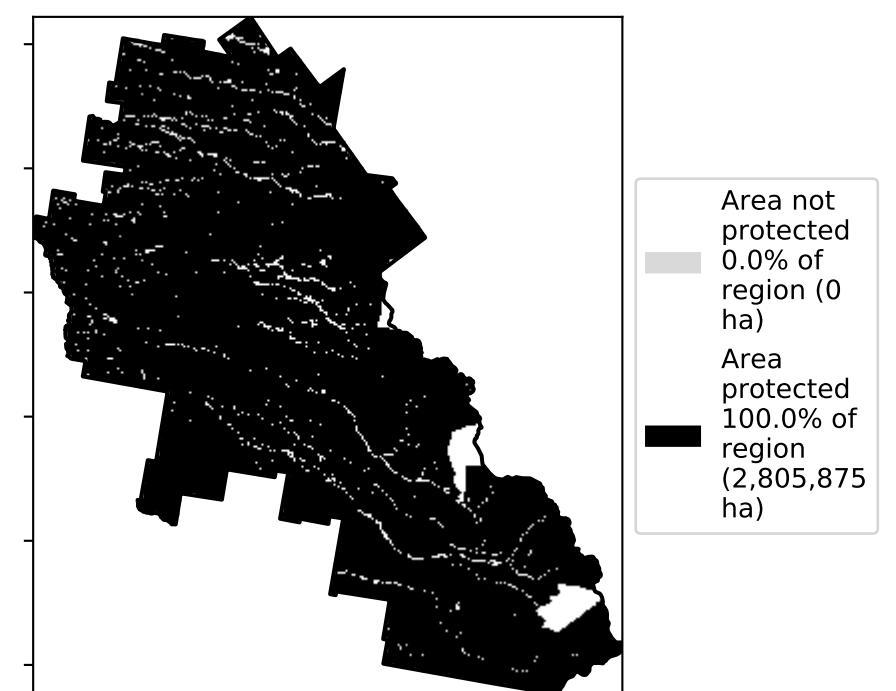 Area not
protected
0.0% of
region (0
ha)
Area
protected
100.0% of
region
(2,805,875
ha)